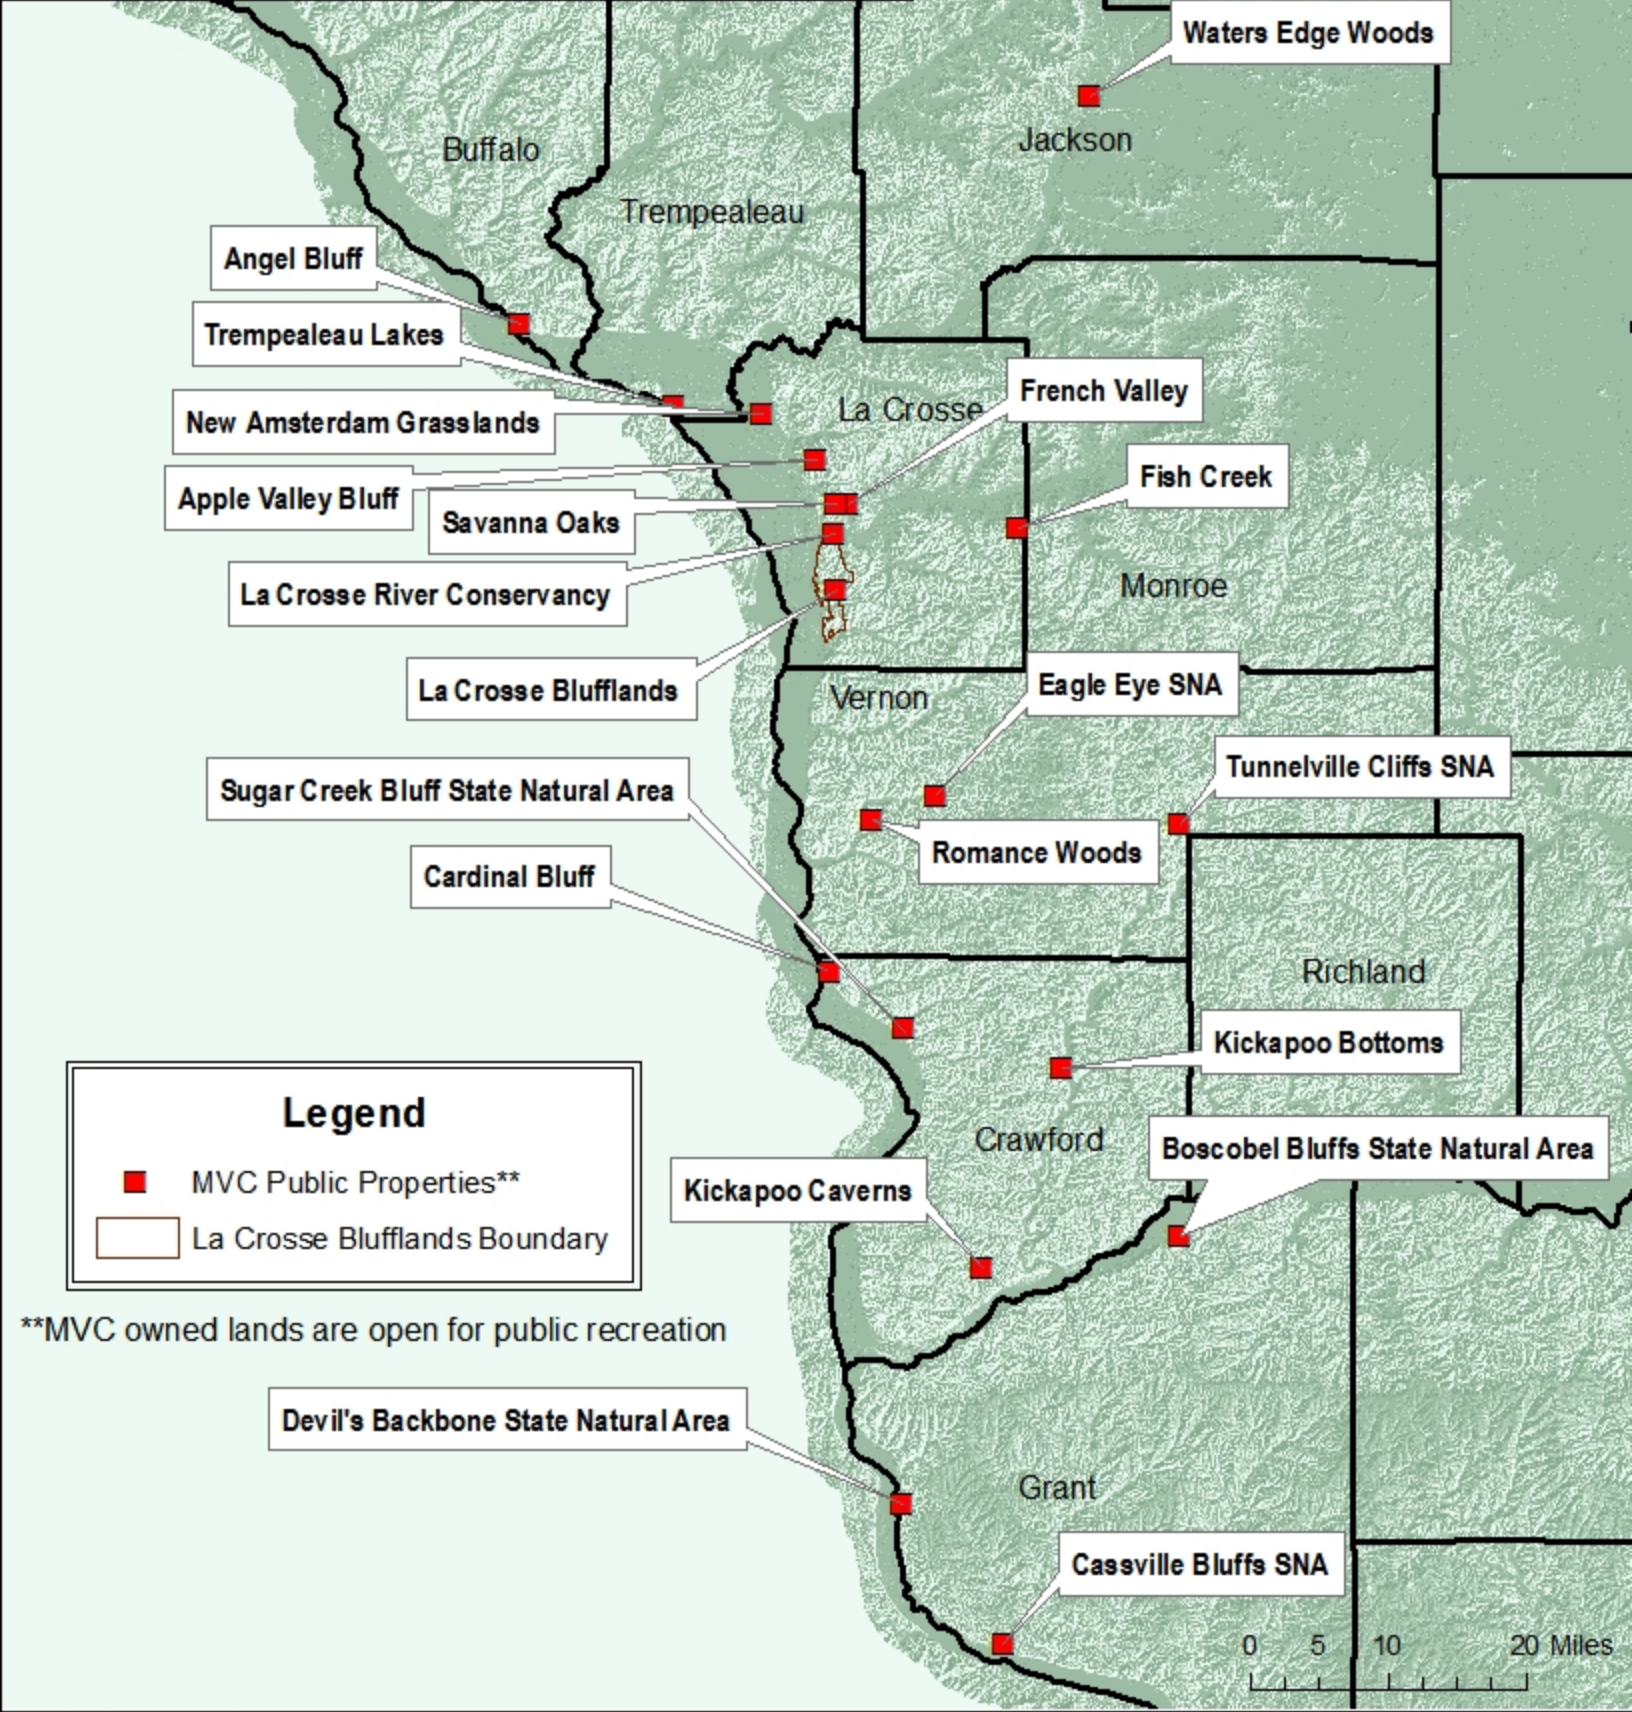 Waters Edge Woods
Jackson
Buffalo
Trempealeau
Angel Bluff
Trempealeau Lakes
French Valley
La Crosse
New Amsterdam Grasslands
Fish Creek
Apple Valley Bluff
Savanna Oaks
La Crosse River Conservancy
Monroe
La Crosse Blufflands
Eagle Eye SNA
Vernon
Tunnelville Cliffs SNA
Sugar Creek Bluff State Natural Area
Romance Woods
Cardinal Bluff
Richland
Kickapoo Bottoms
Legend
MVC Public Properties**
La Crosse Blufflands Boundary
Crawford
Boscobel Bluffs State Natural Area
Kickapoo Caverns
**MVC owned lands are open for public recreation
Devil's Backbone State Natural Area
Grant
Cassville Bluffs SNA
0 5 10 20 Miles